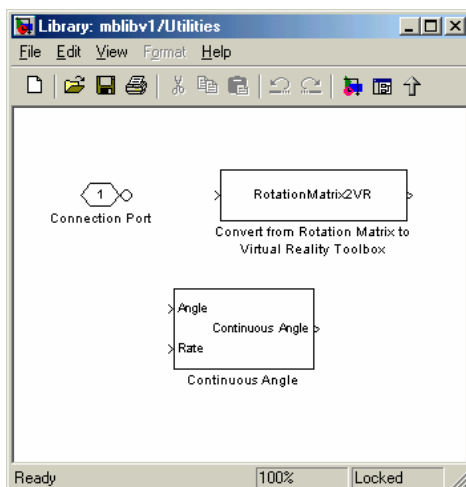 Library: mblibv1/Utilities
File Edit View Format Help
1
Connection Port
RotationMatrix2VR
Convert from Rotation Matrix to
Virtual Reality Toolbox
Angle
Continuous Angle
Rate
Continuous Angle
Ready 100% Locked